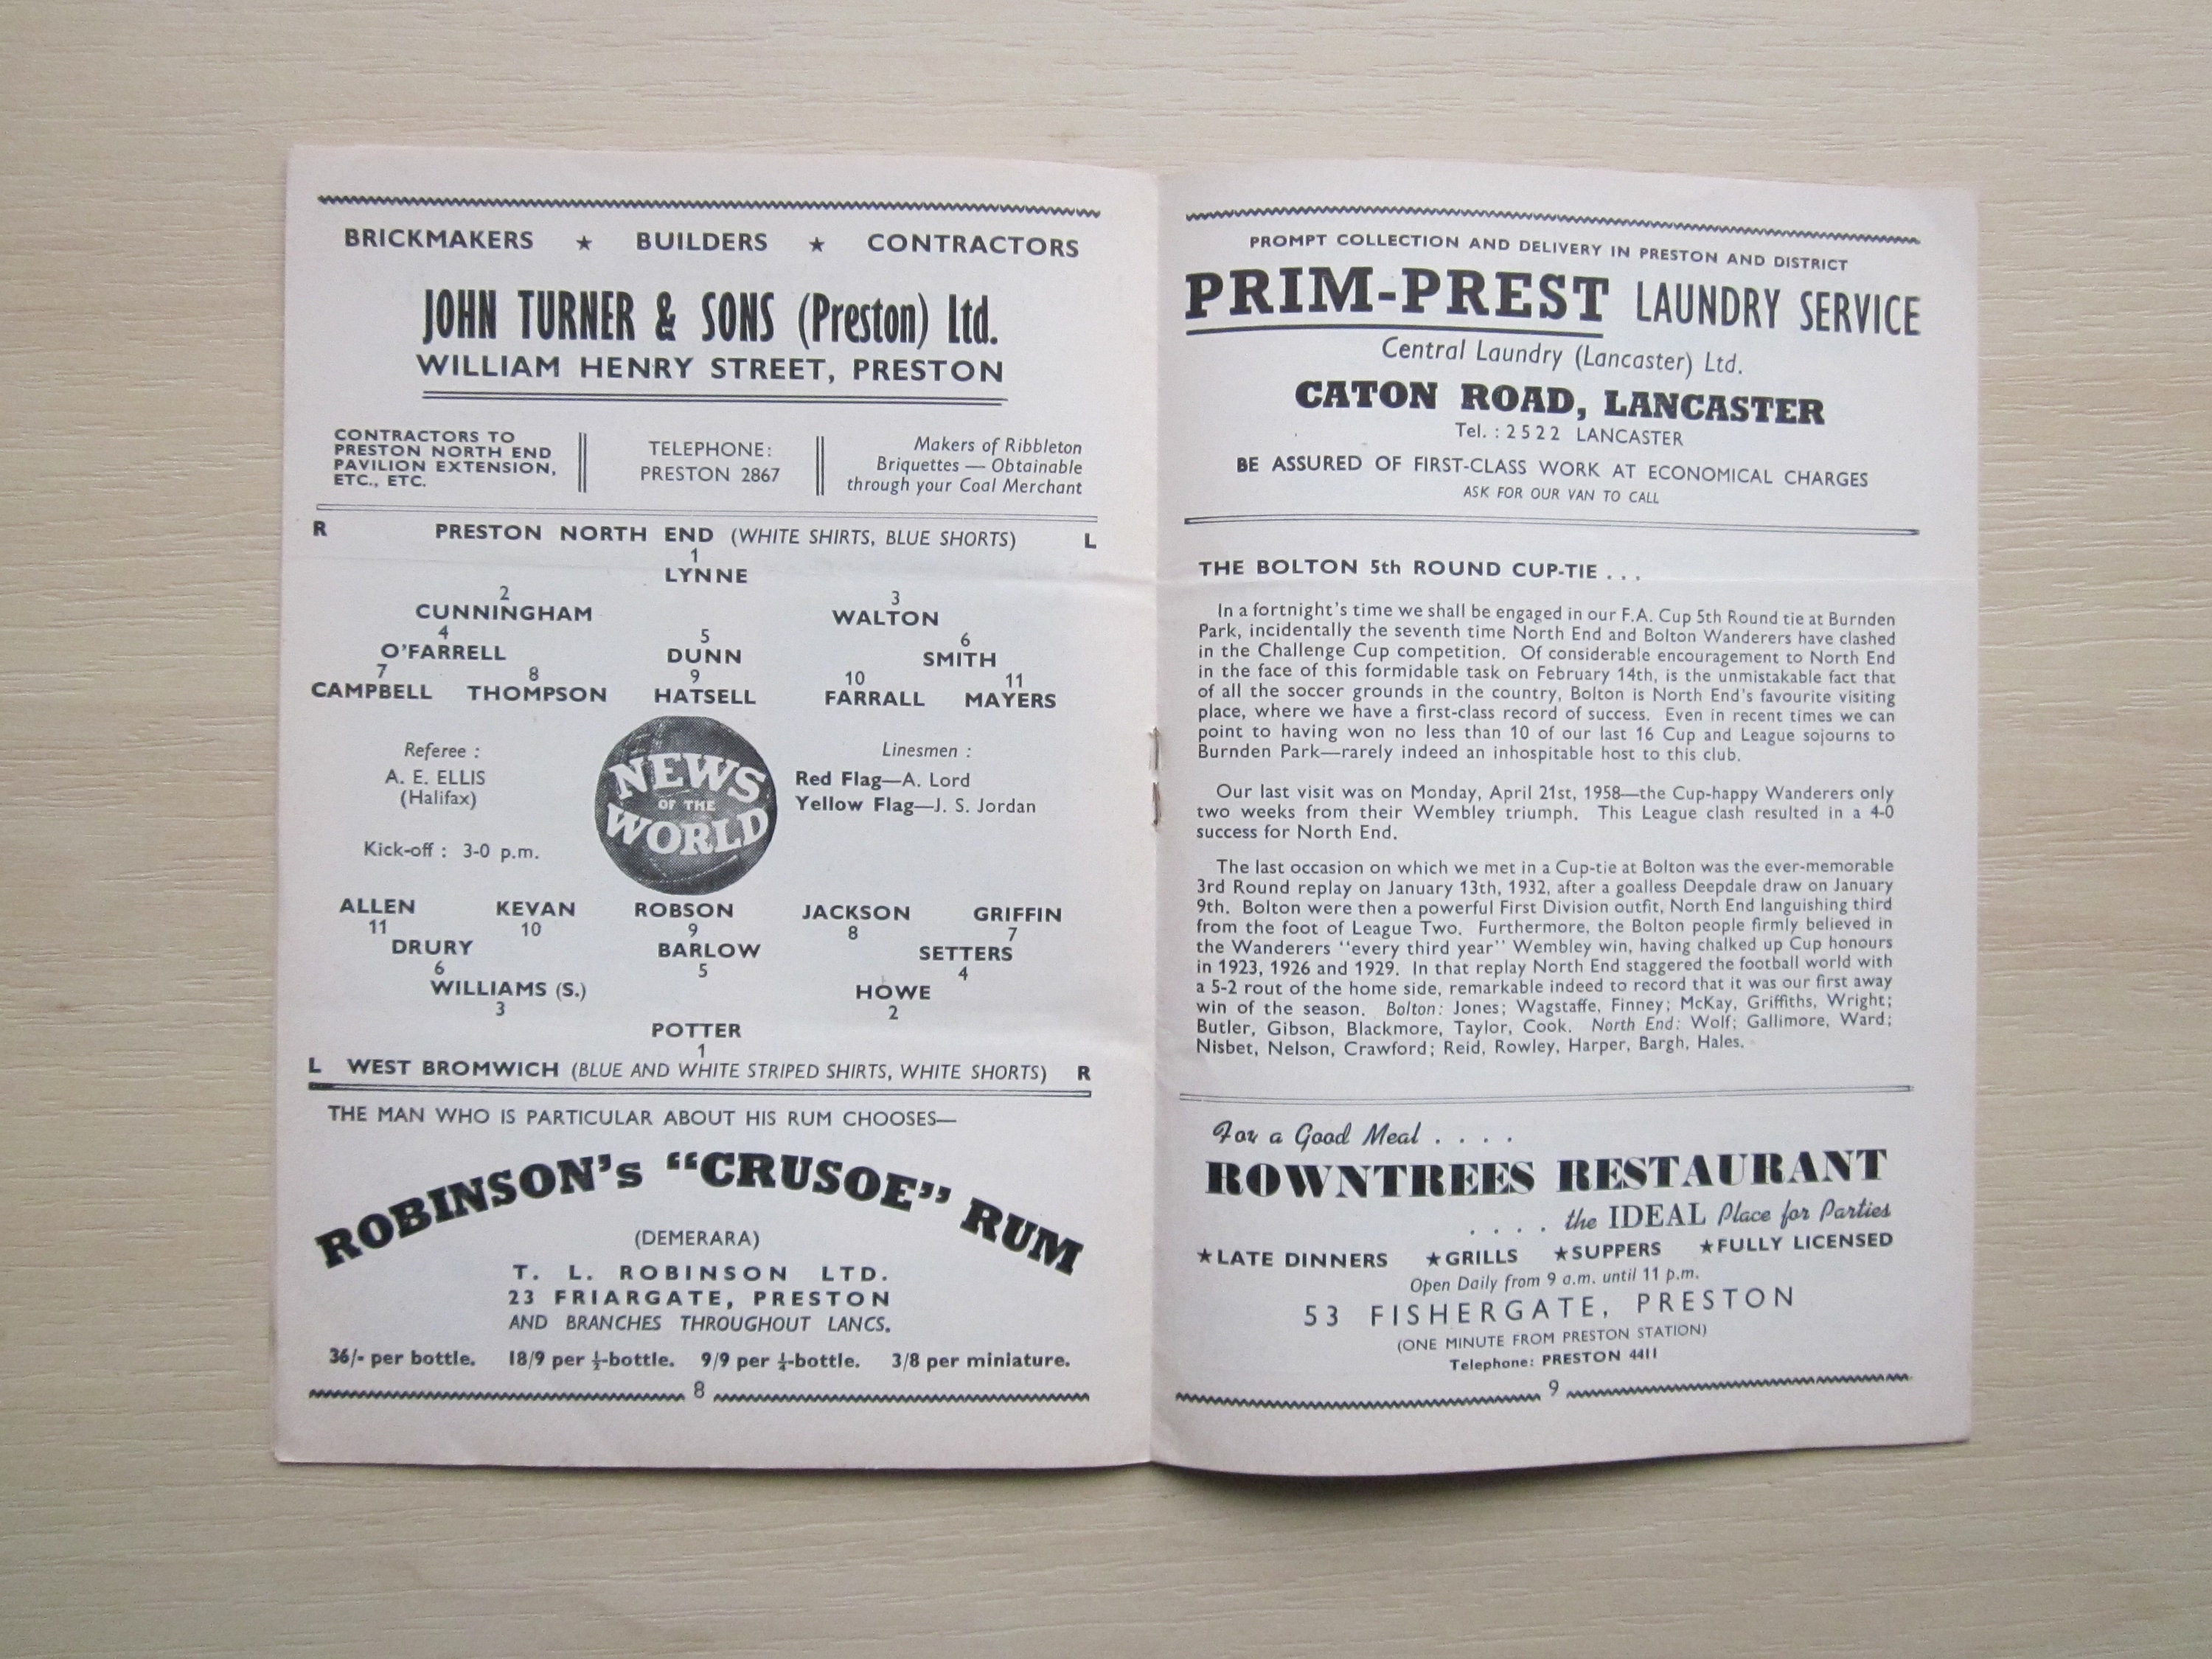 BRICKMAKERS ★ BUILDERS ★ CONTRACTORS
JOHN TURNER & SONS (Preston) Ltd.
WILLIAM HENRY STREET, PRESTON
CONTRACTORS TO
PRESTON NORTH END
PAVILION EXTENSION,
ETC., ETC.
TELEPHONE:
PRESTON 2867
Makers of Ribbleton
Briquettes — Obtainable
through your Coal Merchant
R PRESTON NORTH END (WHITE SHIRTS, BLUE SHORTS) L
1
LYNNE
2 3
CUNNINGHAM WALTON
4 5 6
O'FARRELL DUNN SMITH
7 8 9 10 11
CAMPBELL THOMPSON HATSELL FARRALL MAYERS
Referee :
A. E. ELLIS
(Halifax)
Kick-off : 3-0 p.m.
NEWS
OF THE
WORLD
Linesmen :
Red Flag—A. Lord
Yellow Flag—J. S. Jordan
ALLEN KEVAN ROBSON JACKSON GRIFFIN
11 10 9 8 7
DRURY BARLOW SETTERS
6 5 4
WILLIAMS (S.) HOWE
3 2
POTTER
1
L WEST BROMWICH (BLUE AND WHITE STRIPED SHIRTS, WHITE SHORTS) R
THE MAN WHO IS PARTICULAR ABOUT HIS RUM CHOOSES—
ROBINSON's "CRUSOE" RUM
(DEMERARA)
T. L. ROBINSON LTD.
23 FRIARGATE, PRESTON
AND BRANCHES THROUGHOUT LANCS.
36/- per bottle. 18/9 per ½-bottle. 9/9 per ¼-bottle. 3/8 per miniature.
8
PROMPT COLLECTION AND DELIVERY IN PRESTON AND DISTRICT
PRIM-PREST LAUNDRY SERVICE
Central Laundry (Lancaster) Ltd.
CATON ROAD, LANCASTER
Tel. : 2522 LANCASTER
BE ASSURED OF FIRST-CLASS WORK AT ECONOMICAL CHARGES
ASK FOR OUR VAN TO CALL
THE BOLTON 5th ROUND CUP-TIE . . .
In a fortnight's time we shall be engaged in our F.A. Cup 5th Round tie at Burnden
Park, incidentally the seventh time North End and Bolton Wanderers have clashed
in the Challenge Cup competition. Of considerable encouragement to North End
in the face of this formidable task on February 14th, is the unmistakable fact that
of all the soccer grounds in the country, Bolton is North End's favourite visiting
place, where we have a first-class record of success. Even in recent times we can
point to having won no less than 10 of our last 16 Cup and League sojourns to
Burnden Park—rarely indeed an inhospitable host to this club.
Our last visit was on Monday, April 21st, 1958—the Cup-happy Wanderers only
two weeks from their Wembley triumph. This League clash resulted in a 4-0
success for North End.
The last occasion on which we met in a Cup-tie at Bolton was the ever-memorable
3rd Round replay on January 13th, 1932, after a goalless Deepdale draw on January
9th. Bolton were then a powerful First Division outfit, North End languishing third
from the foot of League Two. Furthermore, the Bolton people firmly believed in
the Wanderers "every third year" Wembley win, having chalked up Cup honours
in 1923, 1926 and 1929. In that replay North End staggered the football world with
a 5-2 rout of the home side, remarkable indeed to record that it was our first away
win of the season. Bolton: Jones; Wagstaffe, Finney; McKay, Griffiths, Wright;
Butler, Gibson, Blackmore, Taylor, Cook. North End: Wolf; Gallimore, Ward;
Nisbet, Nelson, Crawford; Reid, Rowley, Harper, Bargh, Hales.
For a Good Meal . . . .
ROWNTREES RESTAURANT
. . . . the IDEAL Place for Parties
★LATE DINNERS ★GRILLS ★SUPPERS ★FULLY LICENSED
Open Daily from 9 a.m. until 11 p.m.
53 FISHERGATE, PRESTON
(ONE MINUTE FROM PRESTON STATION)
Telephone: PRESTON 4411
9